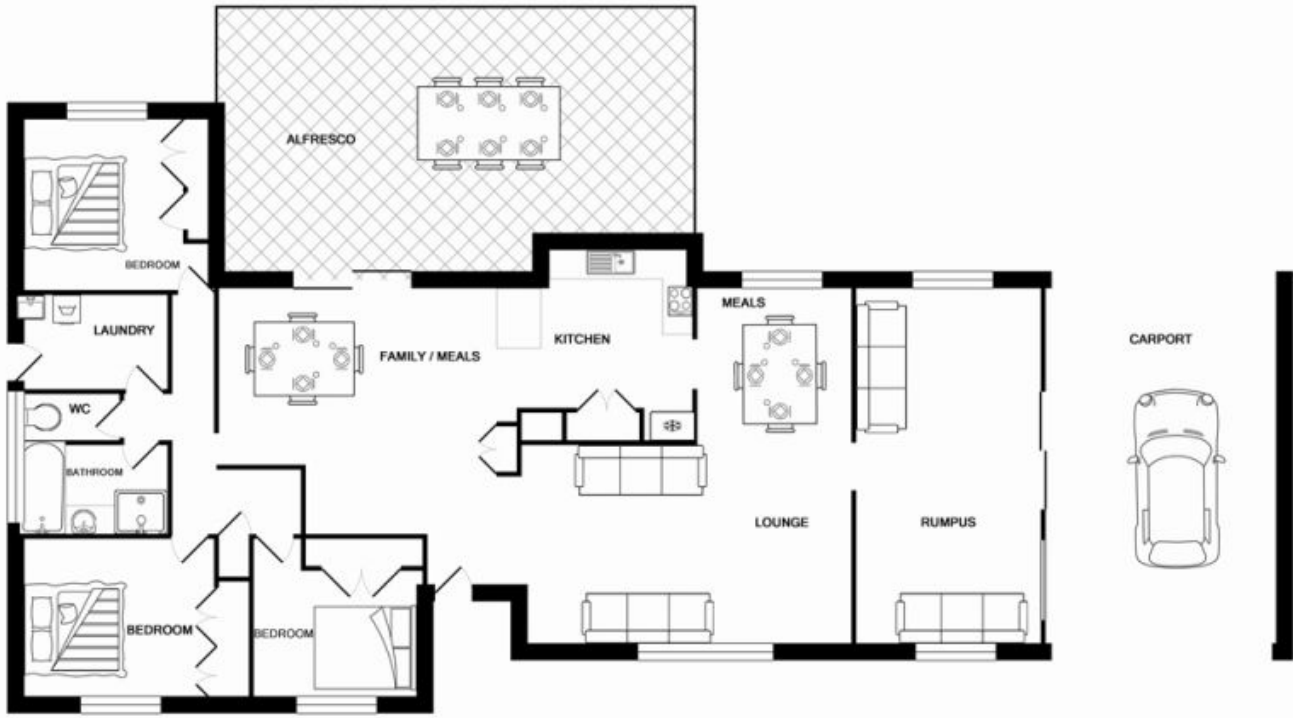 ALFRESCO
BEDROOM
LAUNDRY
MEALS
FAMILY / MEALS
KITCHEN
CARPORT
WC
BATHROOM
LOUNGE
RUMPUS
BEDROOM
BEDROOM